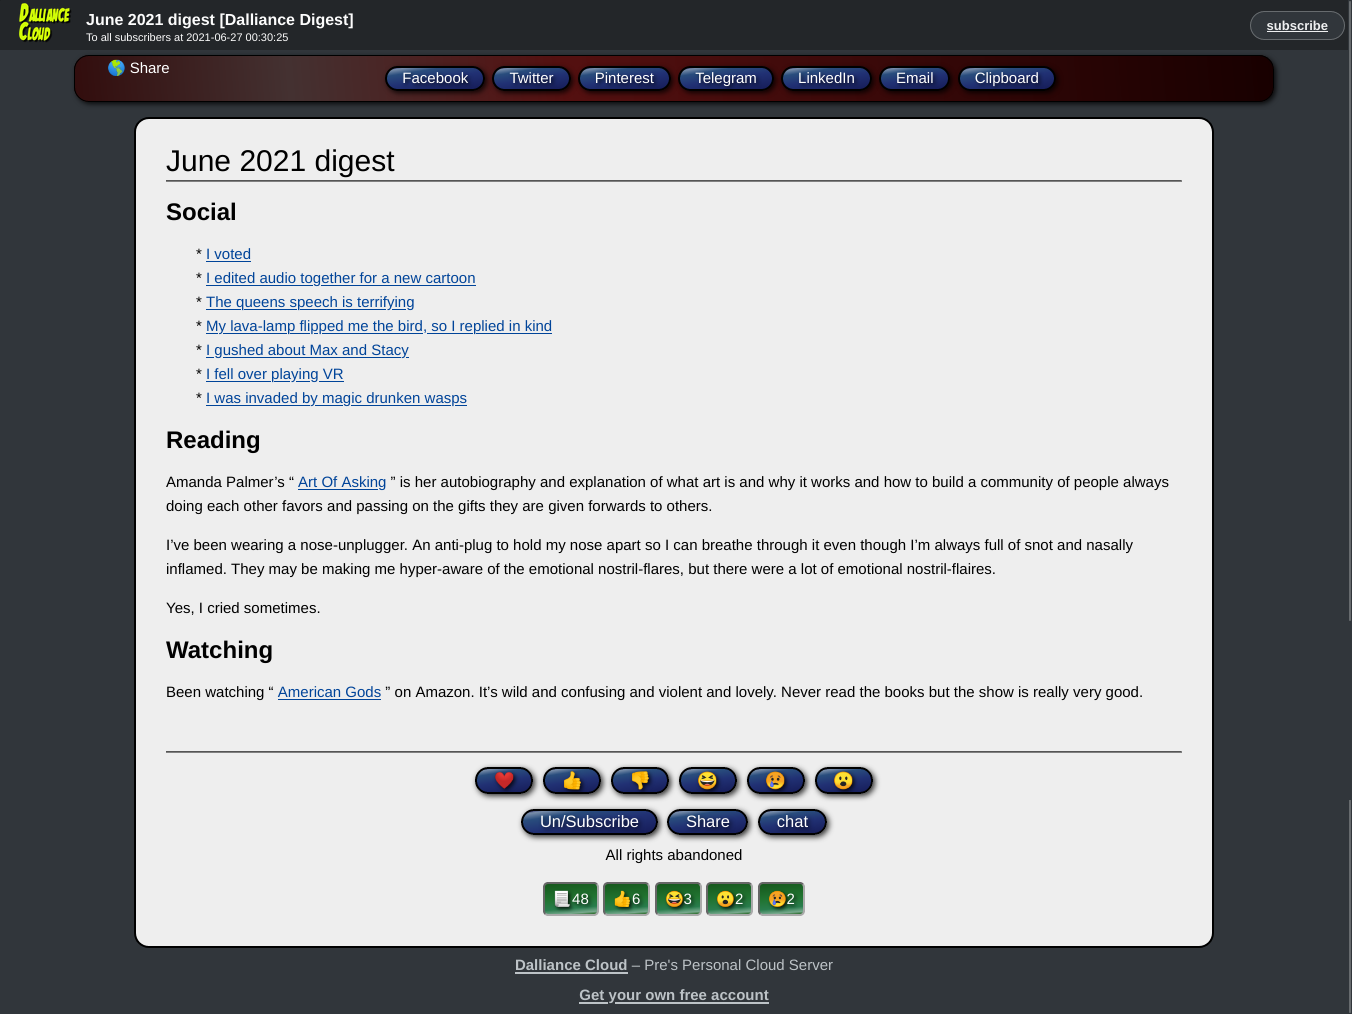 Dalliance Cloud
June 2021 digest [Dalliance Digest]
To all subscribers at 2021-06-27 00:30:25
subscribe
🌎 Share
Facebook Twitter Pinterest Telegram LinkedIn Email Clipboard
June 2021 digest
Social
* I voted
* I edited audio together for a new cartoon
* The queens speech is terrifying
* My lava-lamp flipped me the bird, so I replied in kind
* I gushed about Max and Stacy
* I fell over playing VR
* I was invaded by magic drunken wasps
Reading
Amanda Palmer’s “ Art Of Asking ” is her autobiography and explanation of what art is and why it works and how to build a community of people always
doing each other favors and passing on the gifts they are given forwards to others.
I’ve been wearing a nose-unplugger. An anti-plug to hold my nose apart so I can breathe through it even though I’m always full of snot and nasally
inflamed. They may be making me hyper-aware of the emotional nostril-flares, but there were a lot of emotional nostril-flaires.
Yes, I cried sometimes.
Watching
Been watching “ American Gods ” on Amazon. It’s wild and confusing and violent and lovely. Never read the books but the show is really very good.
❤️ 👍 👎 😆 😢 😮
Un/Subscribe Share chat
All rights abandoned
📃48 👍6 😆3 😮2 😢2
Dalliance Cloud – Pre's Personal Cloud Server
Get your own free account